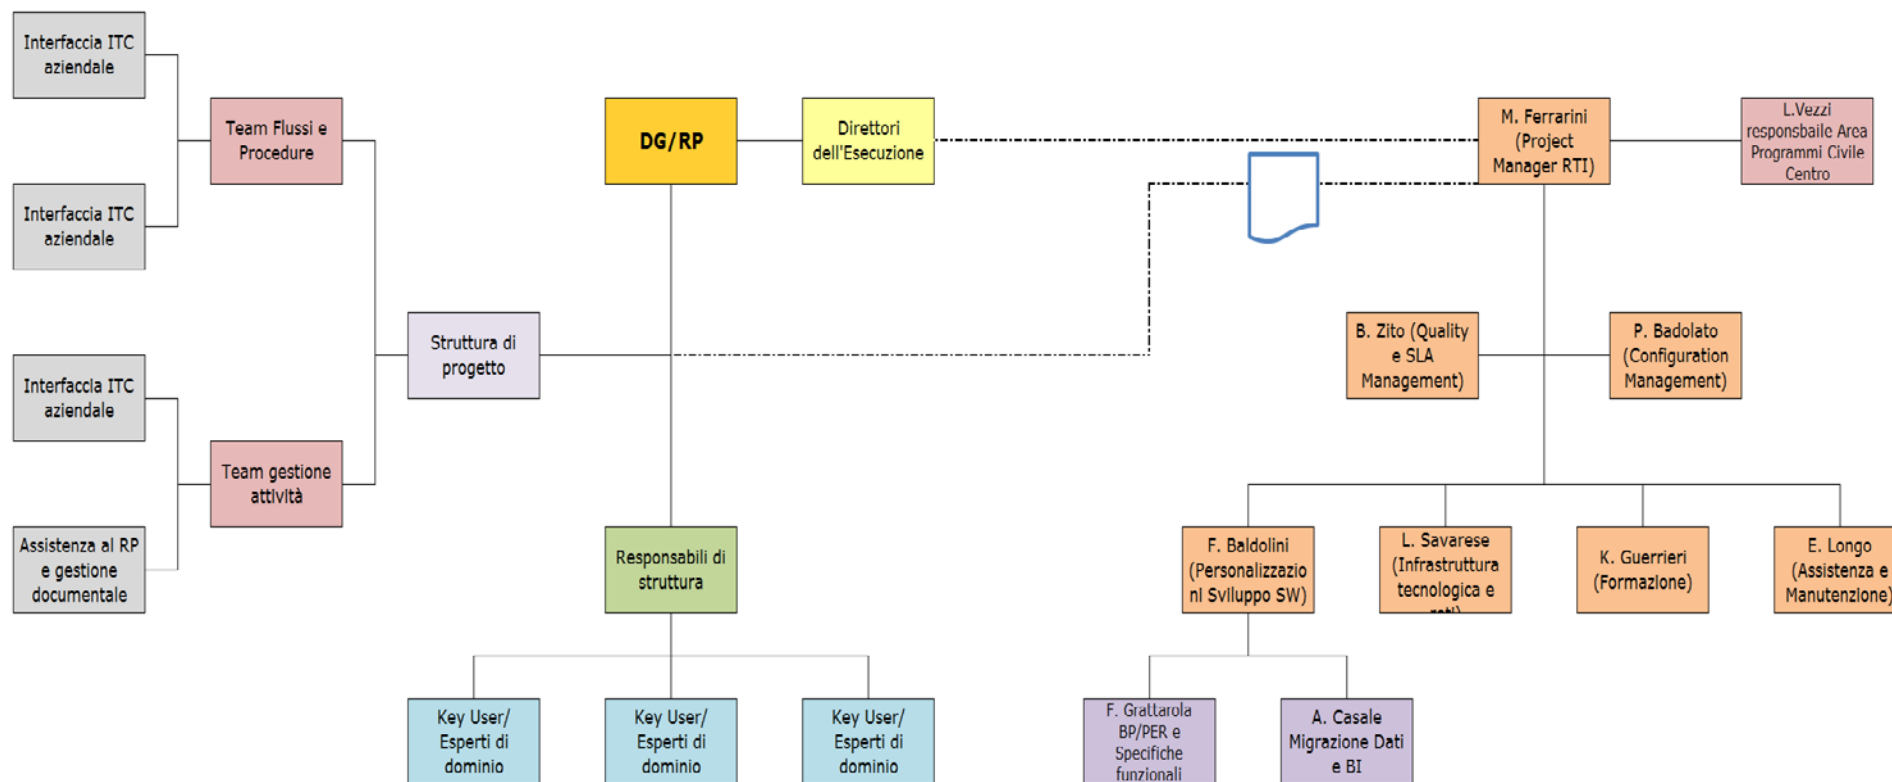 Interfaccia ITC
aziendale
Team Flussi e
Procedure
Interfaccia ITC
aziendale
DG/RP
Direttori
dell'Esecuzione
M. Ferrarini
(Project
Manager RTI)
L.Vezzi
responsbaile Area
Programmi Civile
Centro
Struttura di
progetto
B. Zito (Quality
e SLA
Management)
P. Badolato
(Configuration
Management)
Interfaccia ITC
aziendale
Team gestione
attività
Assistenza al RP
e gestione
documentale
Responsabili di
struttura
F. Baldolini
(Personalizzazio
ni Sviluppo SW)
L. Savarese
(Infrastruttura
tecnologica e
reti)
K. Guerrieri
(Formazione)
E. Longo
(Assistenza e
Manutenzione)
Key User/
Esperti di
dominio
Key User/
Esperti di
dominio
Key User/
Esperti di
dominio
F. Grattarola
BP/PER e
Specifiche
funzionali
A. Casale
Migrazione Dati
e BI